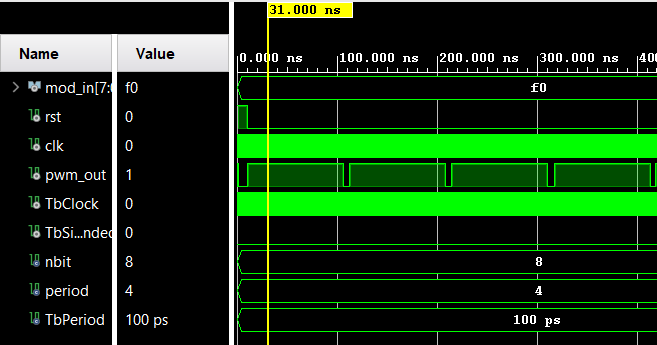 31.000 ns
Name Value
0.000 ns 100.000 ns 200.000 ns 300.000 ns 40
mod_in[7:0 f0 f0
rst 0
clk 0
pwm_out 1
TbClock 0
TbSi...nded 0
nbit 8 8
period 4 4
TbPeriod 100 ps 100 ps